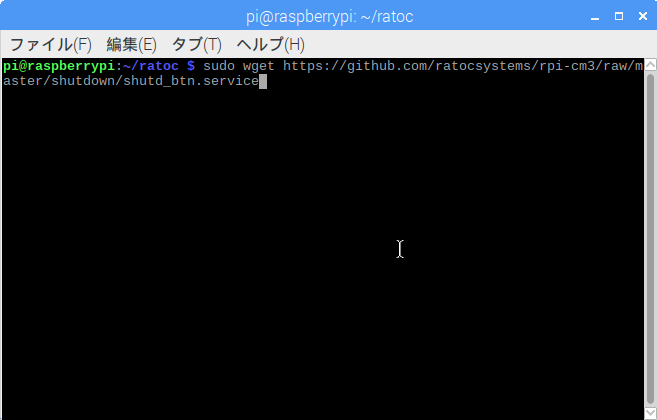 pi@raspberrypi: ~/ratoc
ファイル(F) 編集(E) タブ(T) ヘルプ(H)
pi@raspberrypi:~/ratoc $ sudo wget https://github.com/ratocsystems/rpi-cm3/raw/m
aster/shutdown/shutd_btn.service